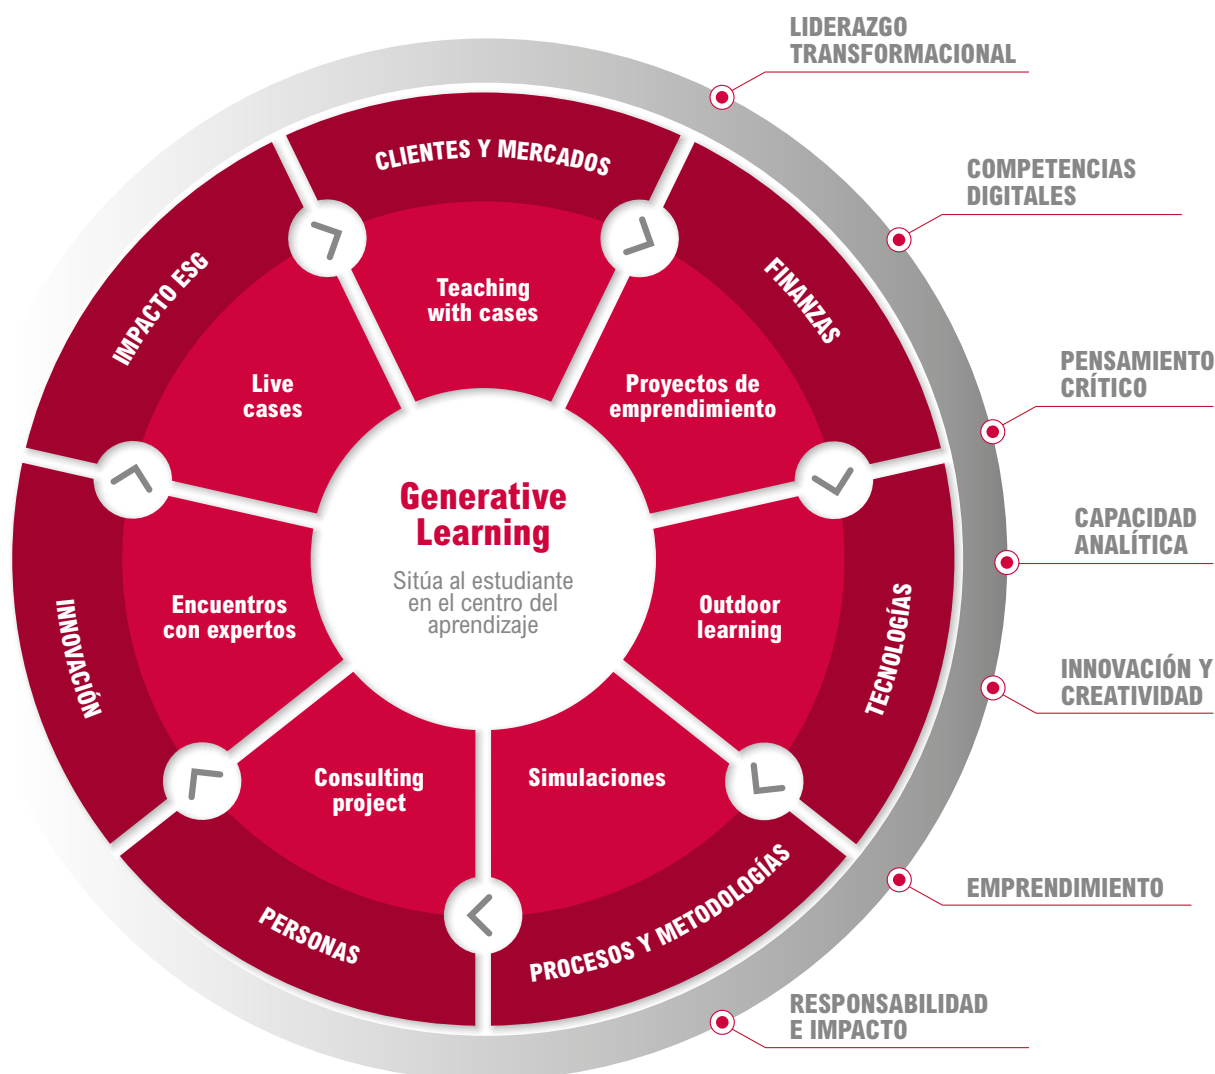 LIDERAZGO
TRANSFORMACIONAL
COMPETENCIAS
DIGITALES
PENSAMIENTO
CRÍTICO
CAPACIDAD
ANALÍTICA
INNOVACIÓN Y
CREATIVIDAD
EMPRENDIMIENTO
RESPONSABILIDAD
E IMPACTO
CLIENTES Y MERCADOS
FINANZAS
TECNOLOGÍAS
PROCESOS Y METODOLOGÍAS
PERSONAS
INNOVACIÓN
IMPACTO ESG
Teaching
with cases
Proyectos de
emprendimiento
Outdoor
learning
Simulaciones
Consulting
project
Encuentros
con expertos
Live
cases
Generative
Learning
Sitúa al estudiante
en el centro del
aprendizaje